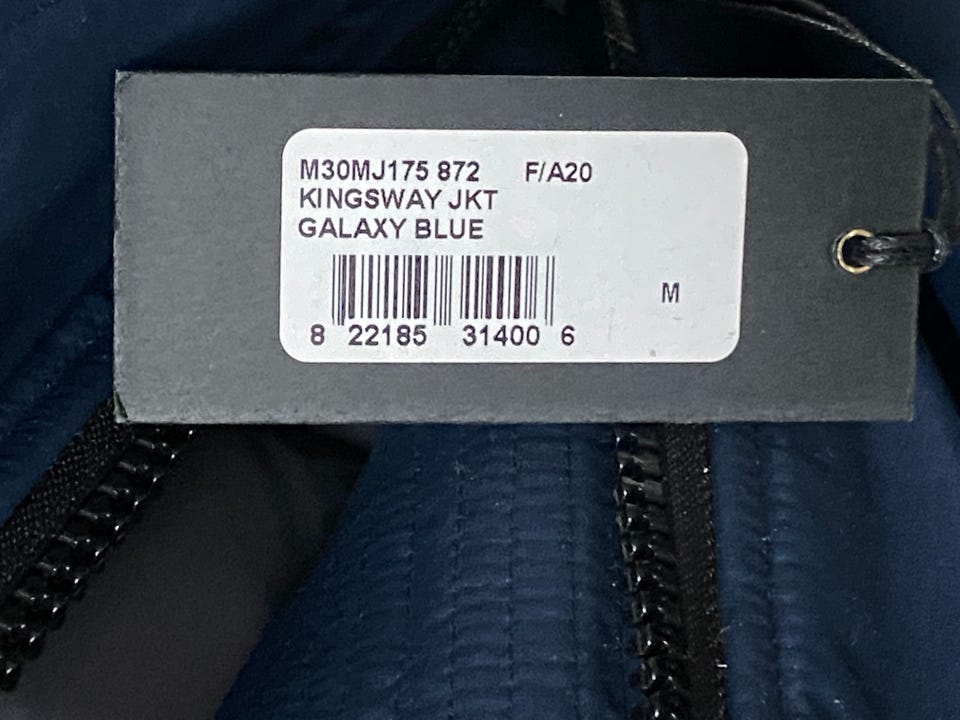 M30MJ175 872 F/A20
KINGSWAY JKT
GALAXY BLUE
M
8 22185 31400 6